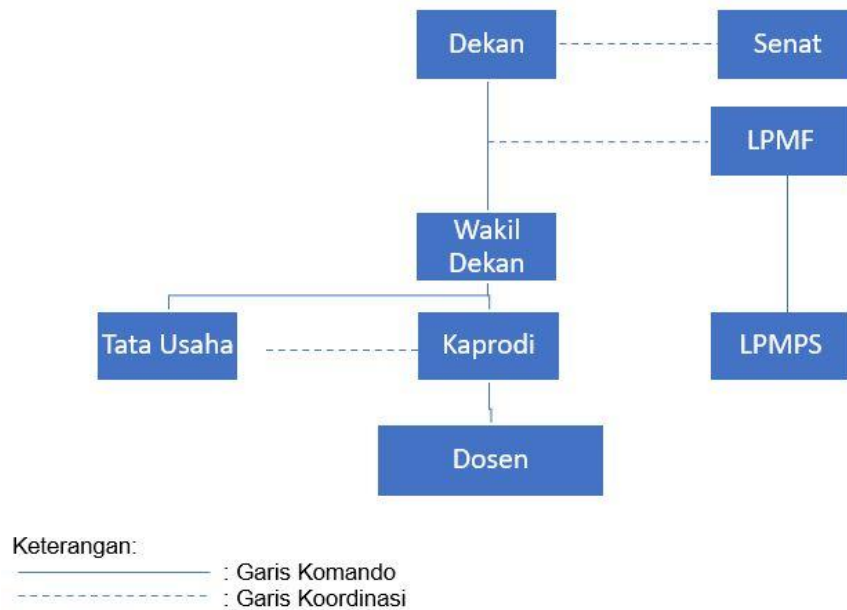 Dekan
Senat
LPMF
Wakil
Dekan
Tata Usaha
Kaprodi
LPMPS
Dosen
Keterangan:
: Garis Komando
: Garis Koordinasi